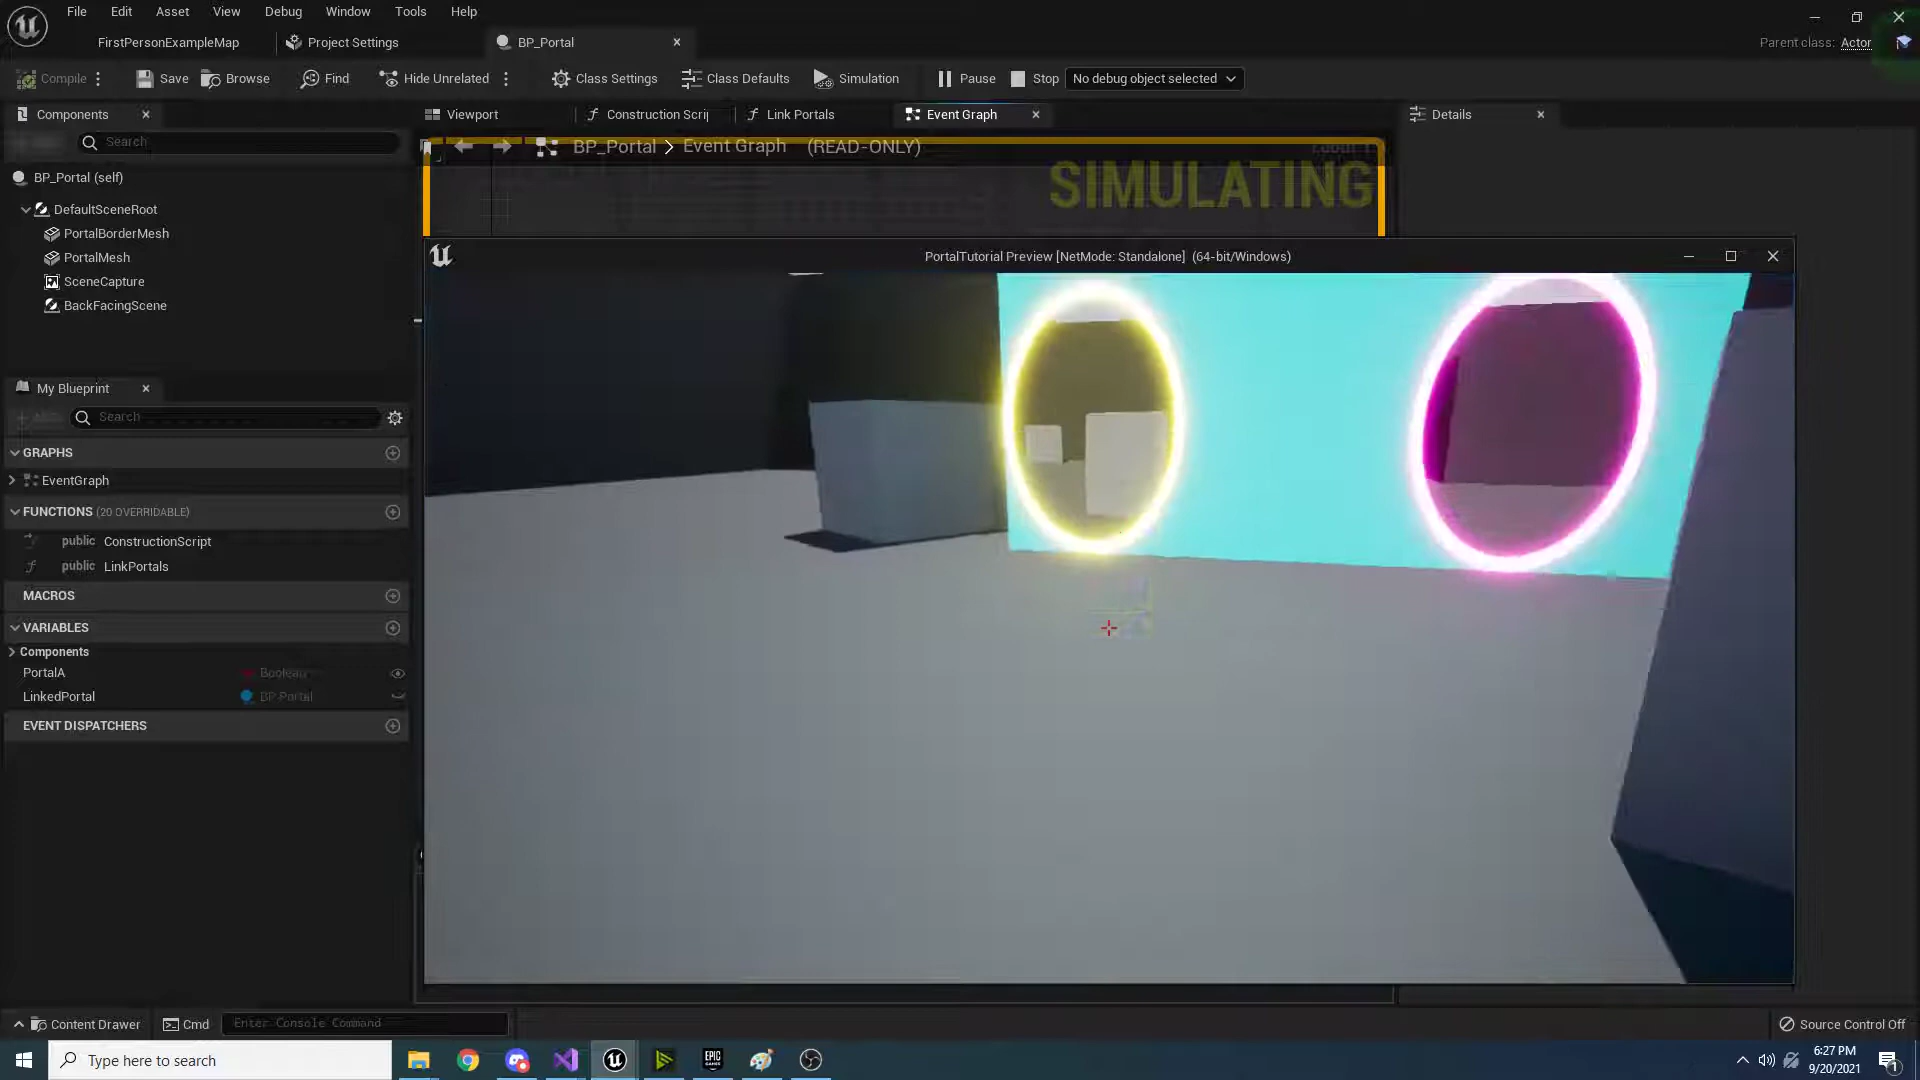 File Edit Asset View Debug Window Tools Help
FirstPersonExampleMap Project Settings BP_Portal
Parent class: Actor
Compile Save Browse Find Hide Unrelated Class Settings Class Defaults Simulation Pause Stop No debug object selected
Components Viewport Construction Scrip Link Portals Event Graph Details
Search
BP_Portal > Event Graph (READ-ONLY)
BP_Portal (self)
SIMULATING
DefaultSceneRoot
PortalBorderMesh
PortalMesh
SceneCapture
BackFacingScene
PortalTutorial Preview [NetMode: Standalone] (64-bit/Windows)
My Blueprint
Search
GRAPHS
EventGraph
FUNCTIONS (20 OVERRIDABLE)
public ConstructionScript
public LinkPortals
MACROS
VARIABLES
Components
PortalA Boolean
LinkedPortal BP Portal
EVENT DISPATCHERS
Content Drawer Cmd Enter Console Command
Source Control Off
Type here to search
EPIC GAMES
6:27 PM
9/20/2021
1